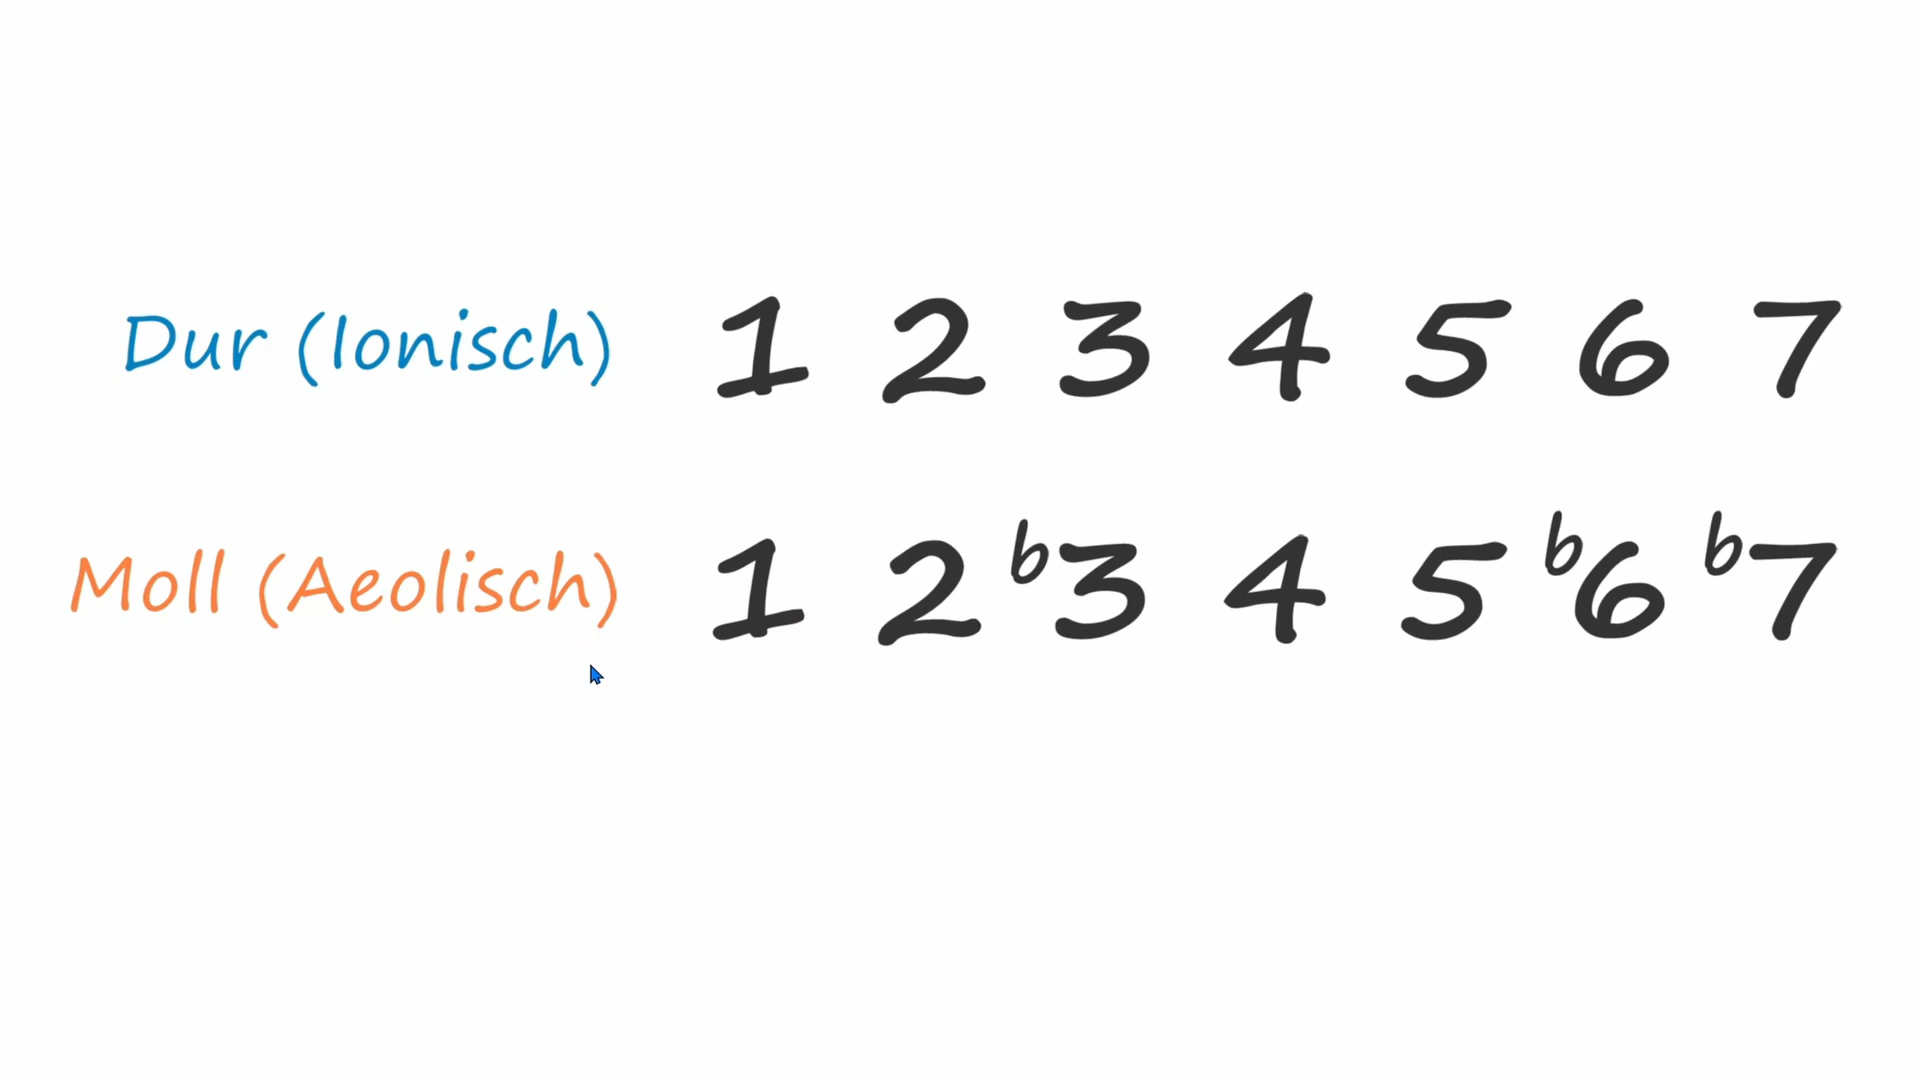 Dur (Ionisch) 1 2 3 4 5 6 7
Moll (Aeolisch) 1 2 b3 4 5 b6 b7